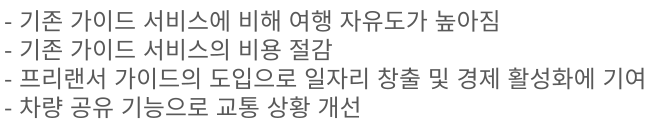 - 기존 가이드 서비스에 비해 여행 자유도가 높아짐
- 기존 가이드 서비스의 비용 절감
- 프리랜서 가이드의 도입으로 일자리 창출 및 경제 활성화에 기여
- 차량 공유 기능으로 교통 상황 개선